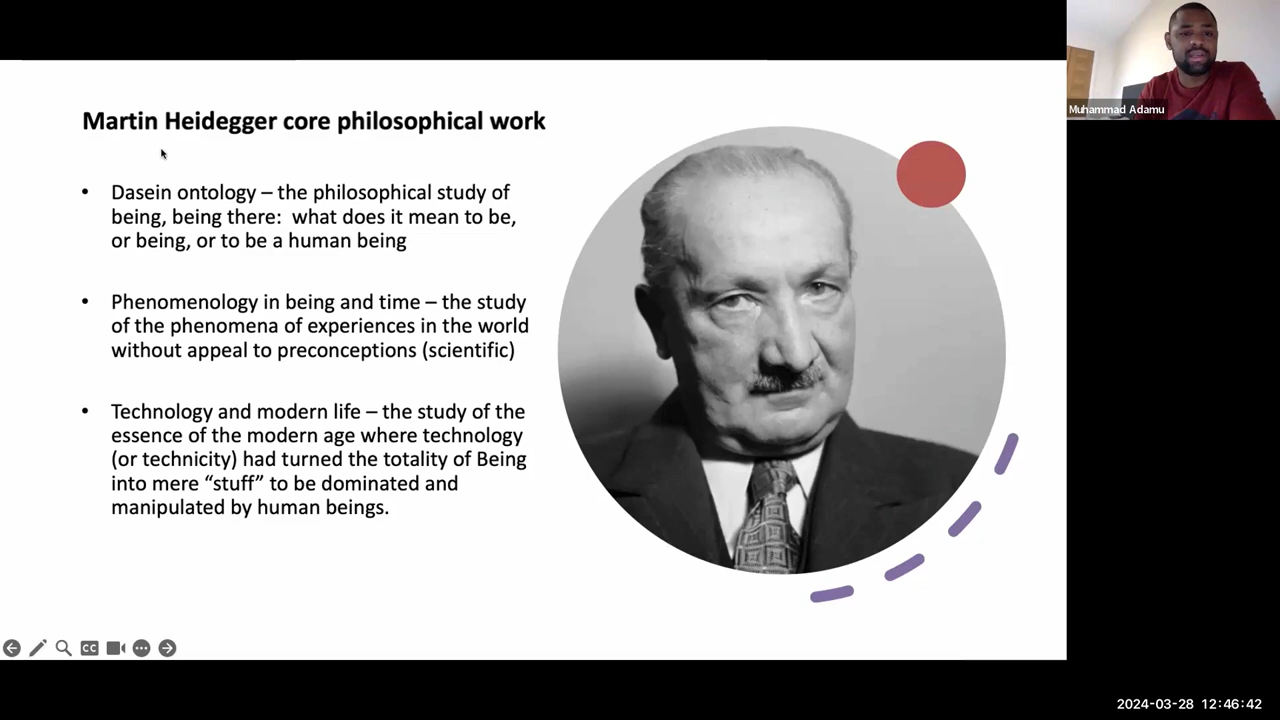 Martin Heidegger core philosophical work
• Dasein ontology – the philosophical study of
being, being there:  what does it mean to be,
or being, or to be a human being
• Phenomenology in being and time – the study
of the phenomena of experiences in the world
without appeal to preconceptions (scientific)
• Technology and modern life – the study of the
essence of the modern age where technology
(or technicity) had turned the totality of Being
into mere “stuff” to be dominated and
manipulated by human beings.
CC
Muhammad Adamu
2024-03-28 12:46:42